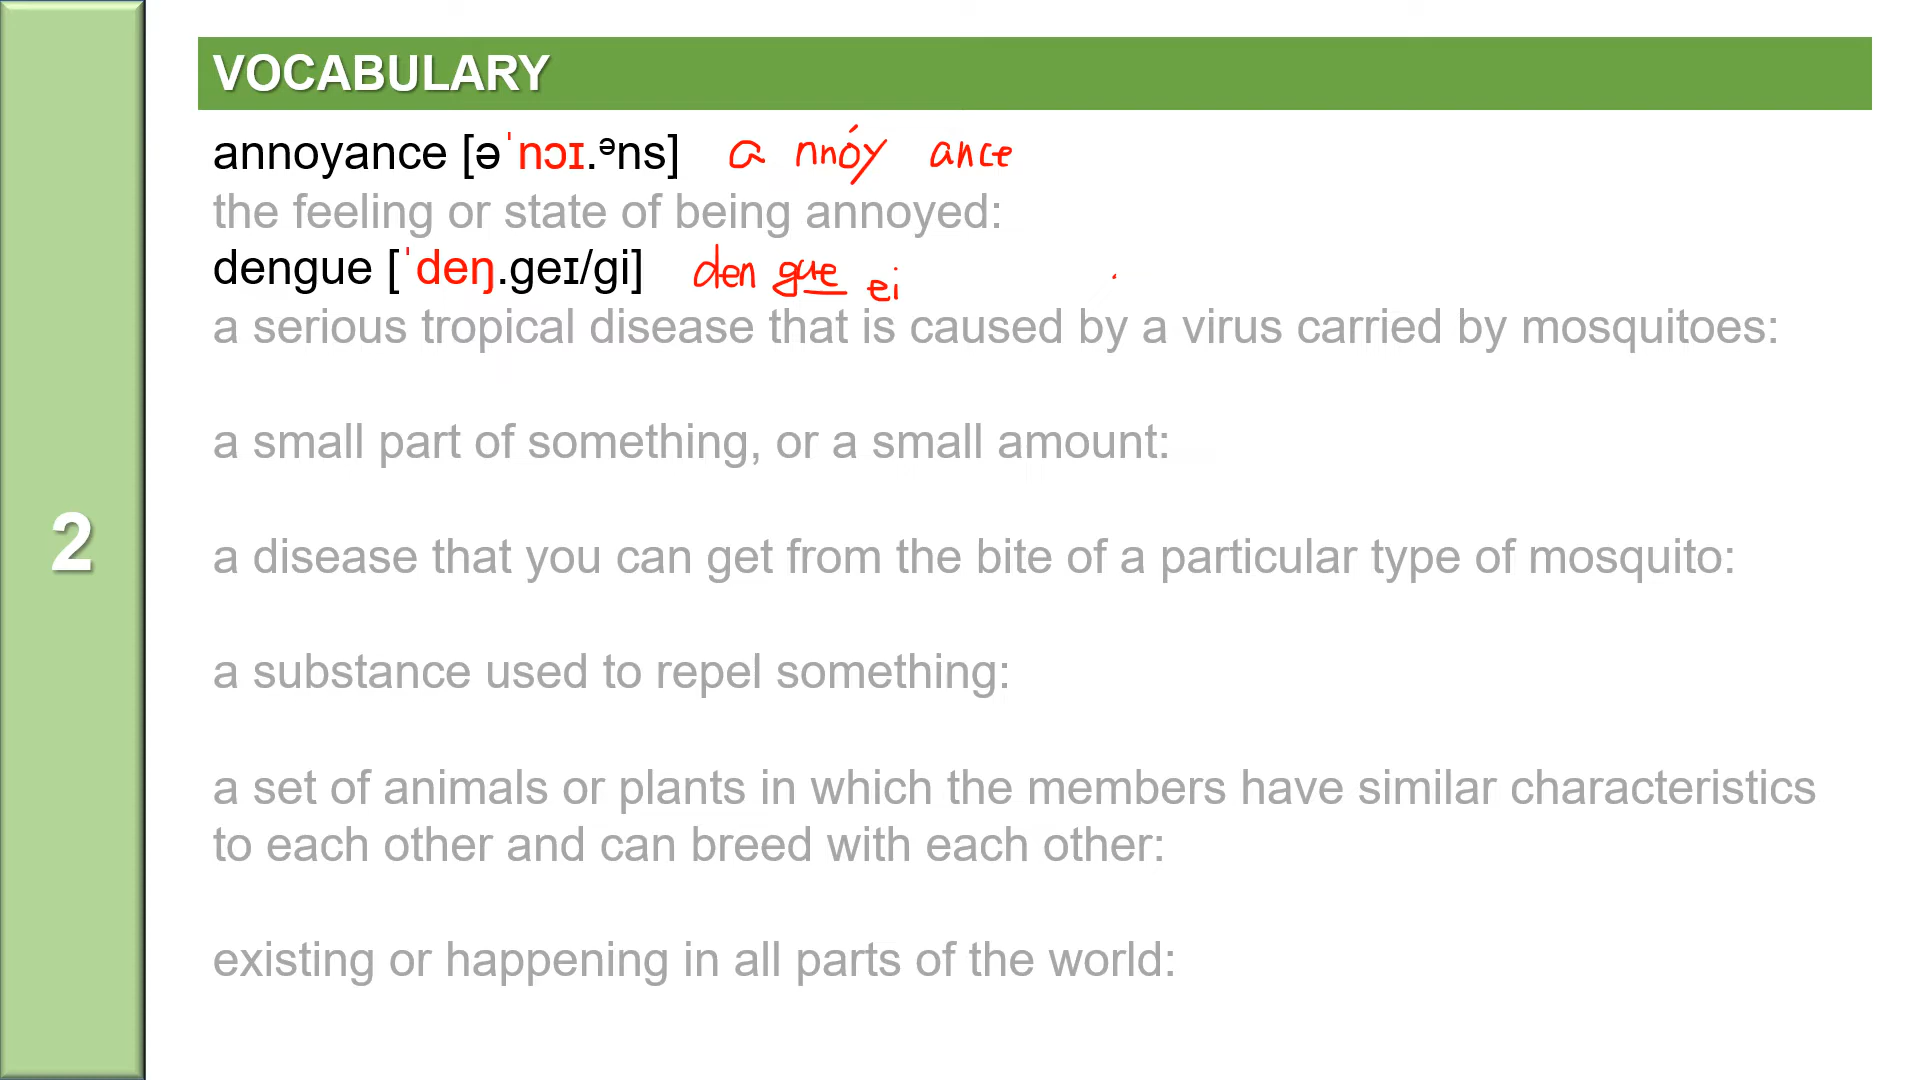 VOCABULARY
annoyance [əˈnɔɪ.ᵊns] a nnóy ance
the feeling or state of being annoyed:
dengue [ˈdeŋ.geɪ/gi] den gue ei
a serious tropical disease that is caused by a virus carried by mosquitoes:
a small part of something, or a small amount:
2
a disease that you can get from the bite of a particular type of mosquito:
a substance used to repel something:
a set of animals or plants in which the members have similar characteristics
to each other and can breed with each other:
existing or happening in all parts of the world: